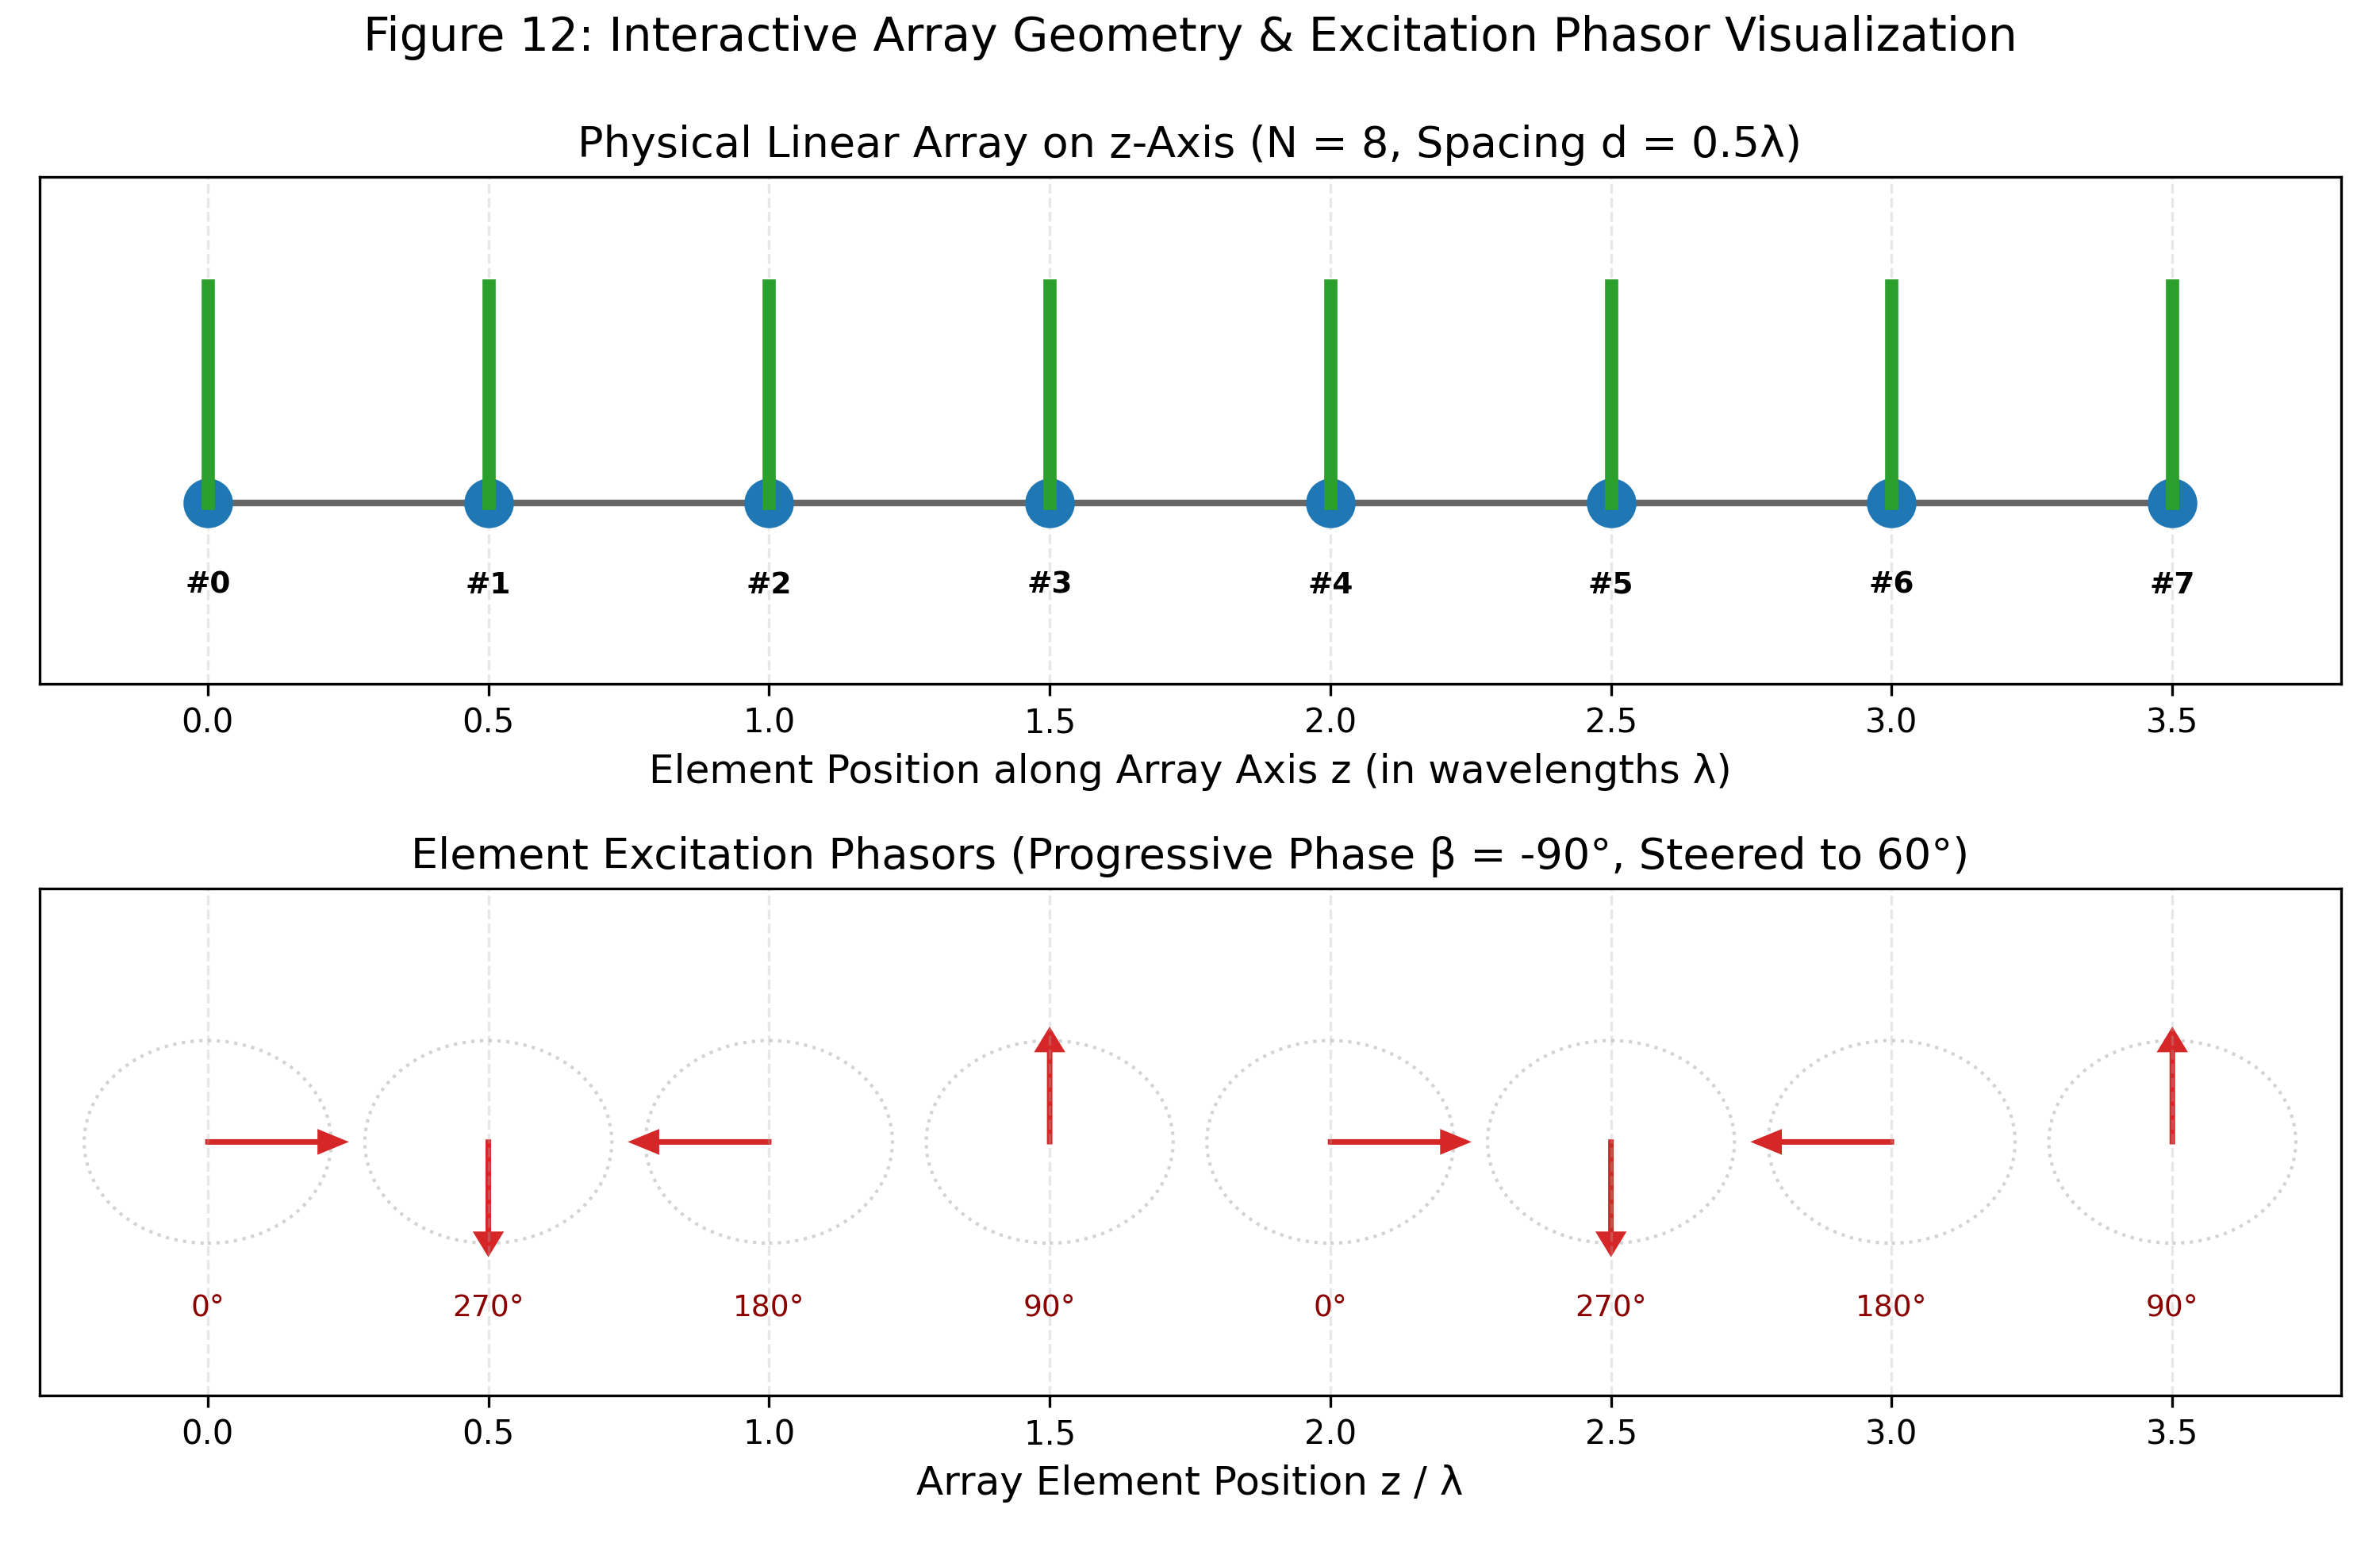 Figure 12: Interactive Array Geometry & Excitation Phasor Visualization
Physical Linear Array on z-Axis (N = 8, Spacing d = 0.5λ)
#0 #1 #2 #3 #4 #5 #6 #7
0.0 0.5 1.0 1.5 2.0 2.5 3.0 3.5
Element Position along Array Axis z (in wavelengths λ)
Element Excitation Phasors (Progressive Phase β = -90°, Steered to 60°)
0° 270° 180° 90° 0° 270° 180° 90°
0.0 0.5 1.0 1.5 2.0 2.5 3.0 3.5
Array Element Position z / λ